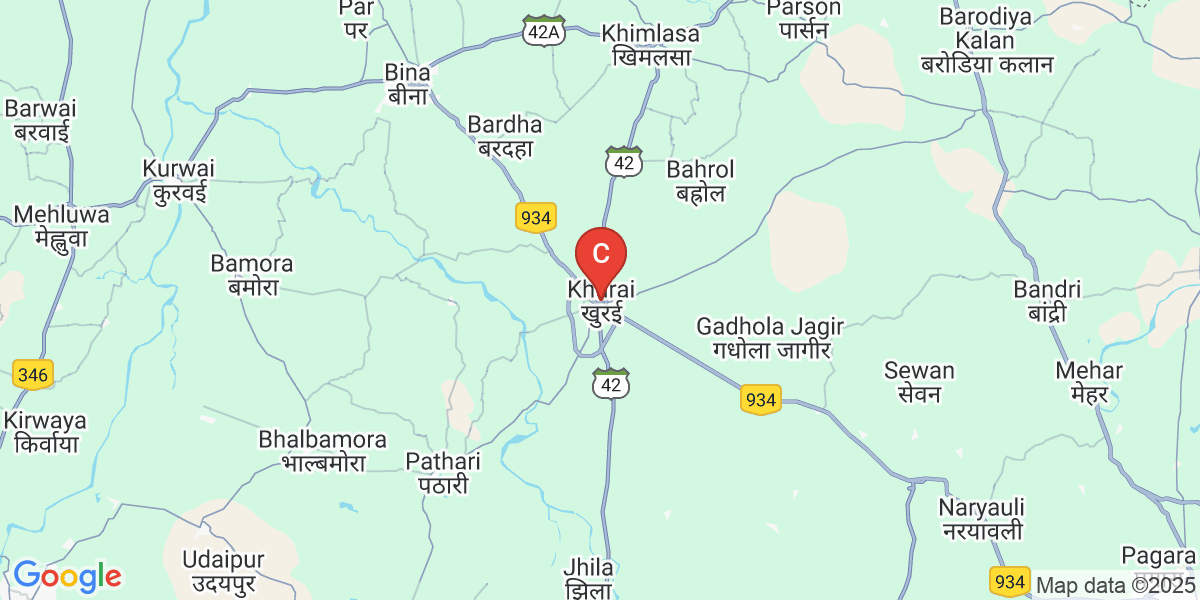 Par
पर
42A
Khimlasa
खिमलसा
Parson
पार्सन
Barodiya
Kalan
बरोडिया कलान
Bina
बीना
Barwai
बरवाई
Bardha
बरदहा
42
Bahrol
बह्रोल
Kurwai
कुरवई
Mehluwa
मेह्लुवा
934
C
Bamora
बमोरा
Khurai
खुरई
Bandri
बांद्री
Gadhola Jagir
गधोला जागीर
346
42
934
Sewan
सेवन
Mehar
मेहर
Kirwaya
किर्वाया
Bhalbamora
भाल्बमोरा
Pathari
पठारी
Naryauli
नरयावली
Udaipur
उदयपुर
Jhila
झिला
Pagara
934
Google
Map data ©2025